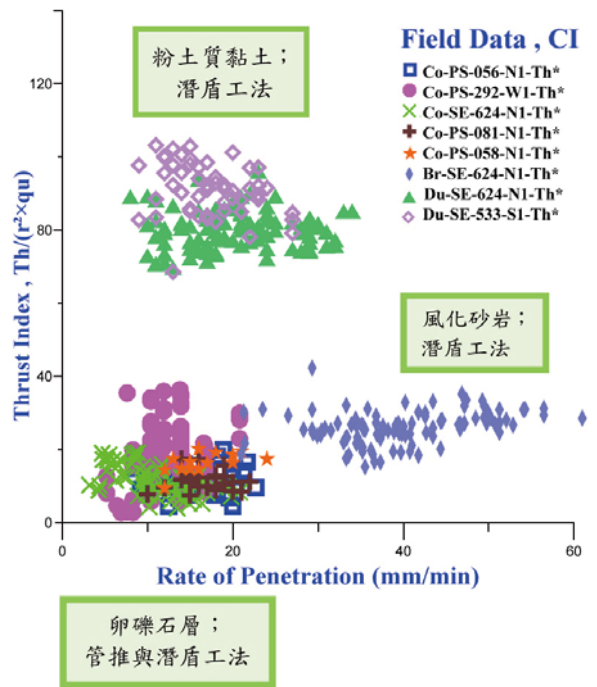 粉土質黏土；
潛盾工法
Field Data , CI
Co-PS-056-N1-Th*
Co-PS-292-W1-Th*
Co-SE-624-N1-Th*
Co-PS-081-N1-Th*
Co-PS-058-N1-Th*
Br-SE-624-N1-Th*
Du-SE-624-N1-Th*
Du-SE-533-S1-Th*
Thrust Index , Th/(r²×qu)
120
80
40
0
風化砂岩；
潛盾工法
0
20
40
60
Rate of Penetration (mm/min)
卵礫石層；
管推與潛盾工法